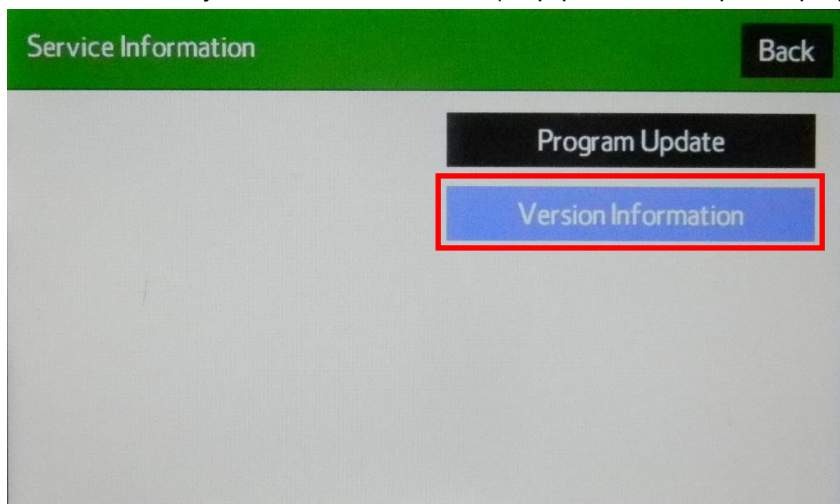 Service Information
Back
Program Update
Version Information